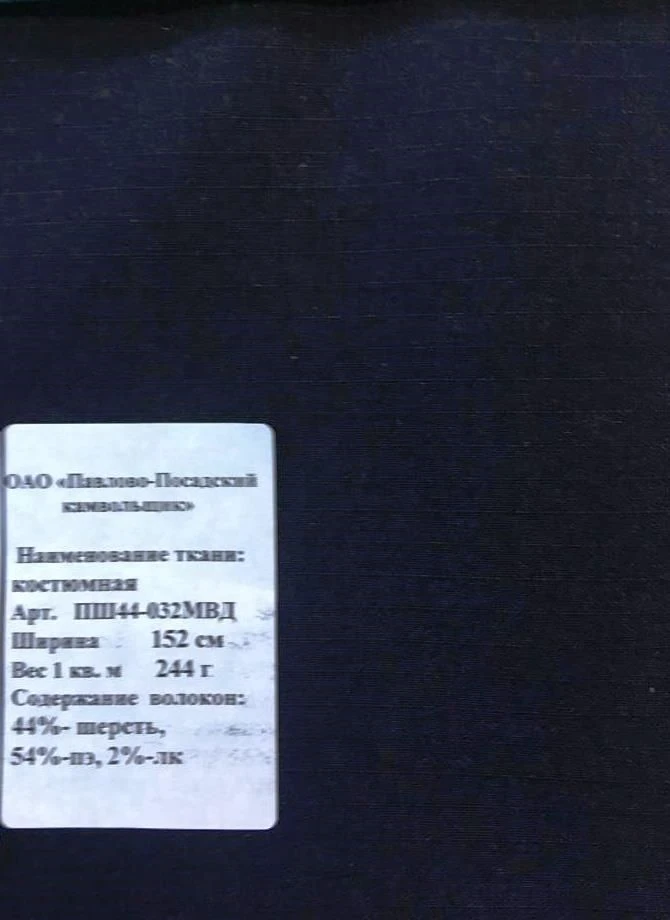 ОАО «Павлово-Посадский
камвольщик»
Наименование ткани:
костюмная
Арт. ПШ44-032МВД
Ширина 152 см
Вес 1 кв. м 244 г
Содержание волокон:
44%- шерсть,
54%-пэ, 2%-лк